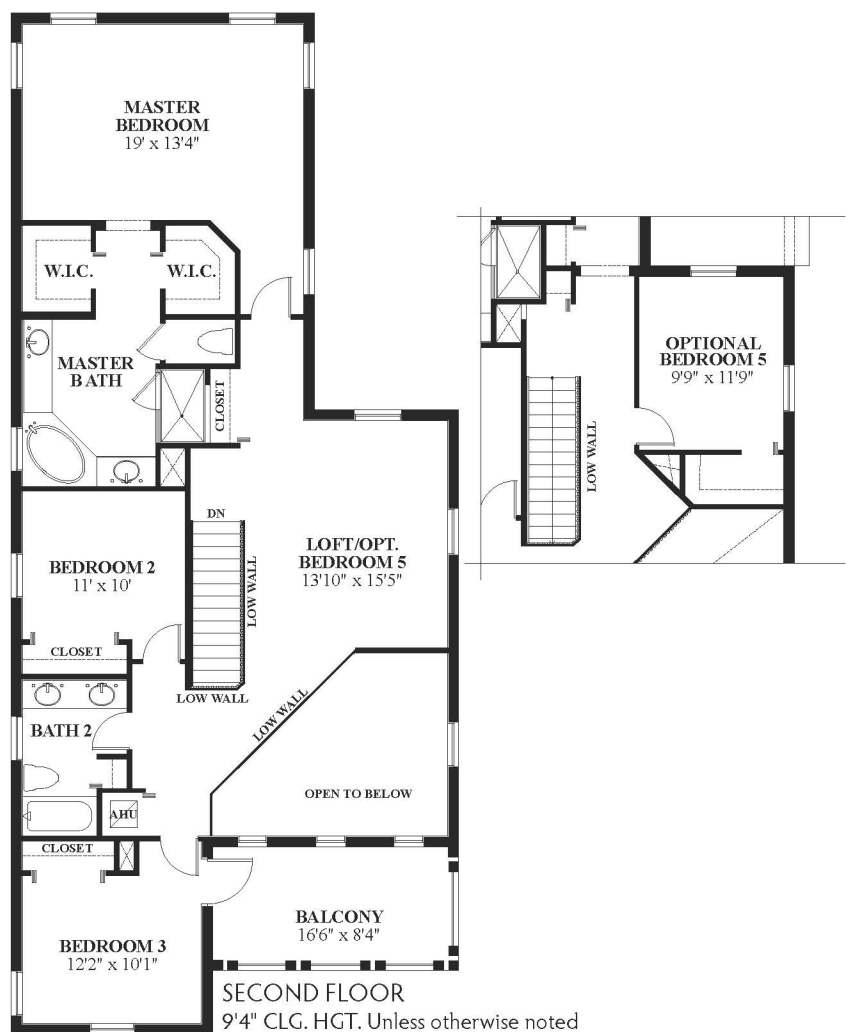 MASTER
BEDROOM
19' x 13'4"
W.I.C.
W.I.C.
MASTER
BATH
CLOSET
DN
LOW WALL
LOFT/OPT.
BEDROOM 5
13'10" x 15'5"
BEDROOM 2
11' x 10'
CLOSET
LOW WALL
BATH 2
LOW WALL
OPEN TO BELOW
AHU
CLOSET
BALCONY
16'6" x 8'4"
BEDROOM 3
12'2" x 10'1"
SECOND FLOOR
9'4" CLG. HGT. Unless otherwise noted
OPTIONAL
BEDROOM 5
9'9" x 11'9"
LOW WALL